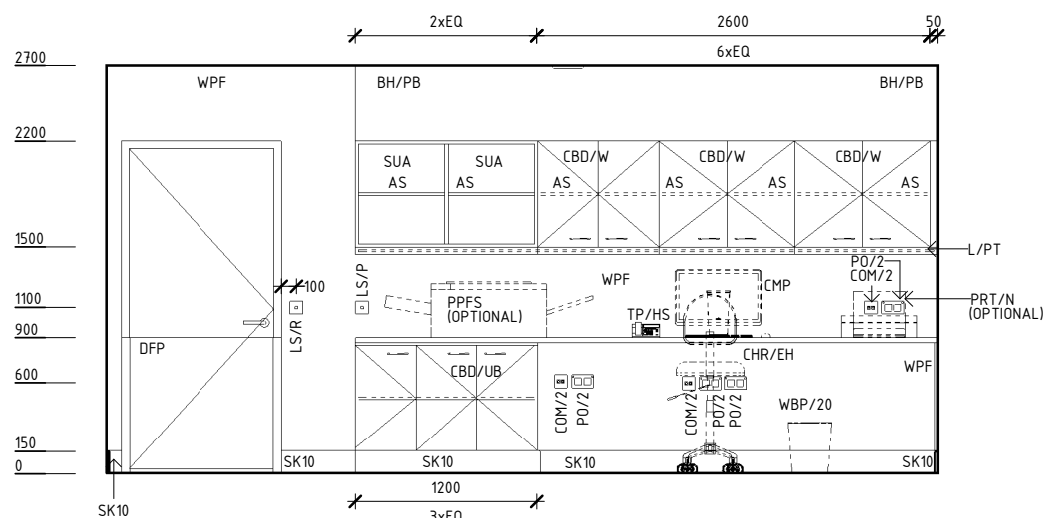 2xEQ
2600
50
6xEQ
2700
WPF
BH/PB
BH/PB
2200
SUA
SUA
CBD/W
CBD/W
CBD/W
AS
AS
AS
AS
AS
AS
1500
L/PT
PO/2
COM/2
WPF
CMP
100
LS/P
1100
PPFS
(OPTIONAL)
PRT/N
(OPTIONAL)
TP/HS
LS/R
900
DFP
CHR/EH
CBD/UB
WPF
600
COM/2
PO/2
COM/2
PO/2
PO/2
WBP/20
150
0
SK10
SK10
SK10
SK10
SK10
1200
3xEQ